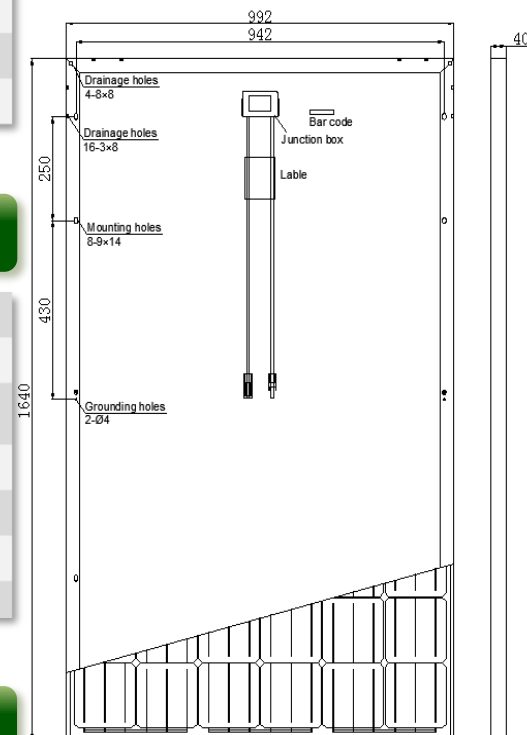 992
942
40
Drainage holes
4-8×8
Bar code
Drainage holes
16-3×8
Junction box
250
Lable
Mounting holes
8-9×14
430
1640
Grounding holes
2-Ø4